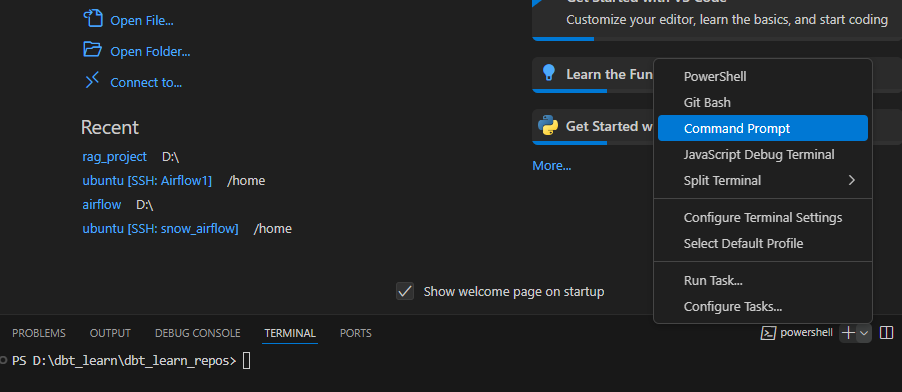 Get Started with VS Code
Customize your editor, learn the basics, and start coding
Open File...
Open Folder...
Connect to...
Learn the Fun
Get Started w
More...
Recent
rag_project D:\
ubuntu [SSH: Airflow1] /home
airflow D:\
ubuntu [SSH: snow_airflow] /home
Show welcome page on startup
PowerShell
Git Bash
Command Prompt
JavaScript Debug Terminal
Split Terminal
Configure Terminal Settings
Select Default Profile
Run Task...
Configure Tasks...
PROBLEMS OUTPUT DEBUG CONSOLE TERMINAL PORTS
powershell
PS D:\dbt_learn\dbt_learn_repos>